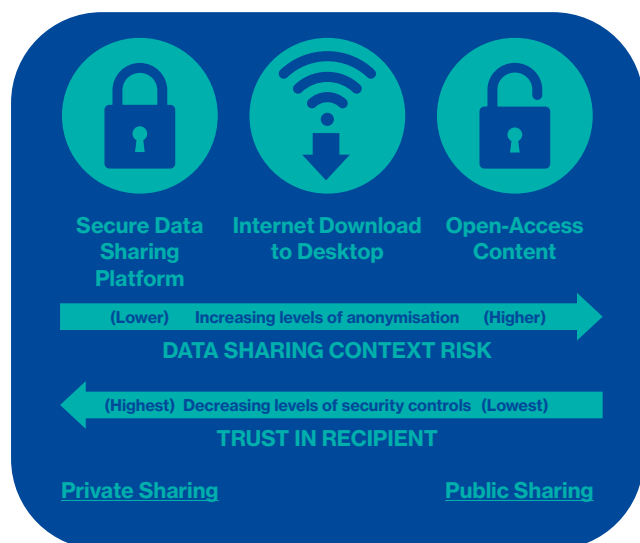 Secure Data
Sharing
Platform
Internet Download
to Desktop
Open-Access
Content
(Lower) Increasing levels of anonymisation (Higher)
DATA SHARING CONTEXT RISK
(Highest) Decreasing levels of security controls (Lowest)
TRUST IN RECIPIENT
Private Sharing
Public Sharing